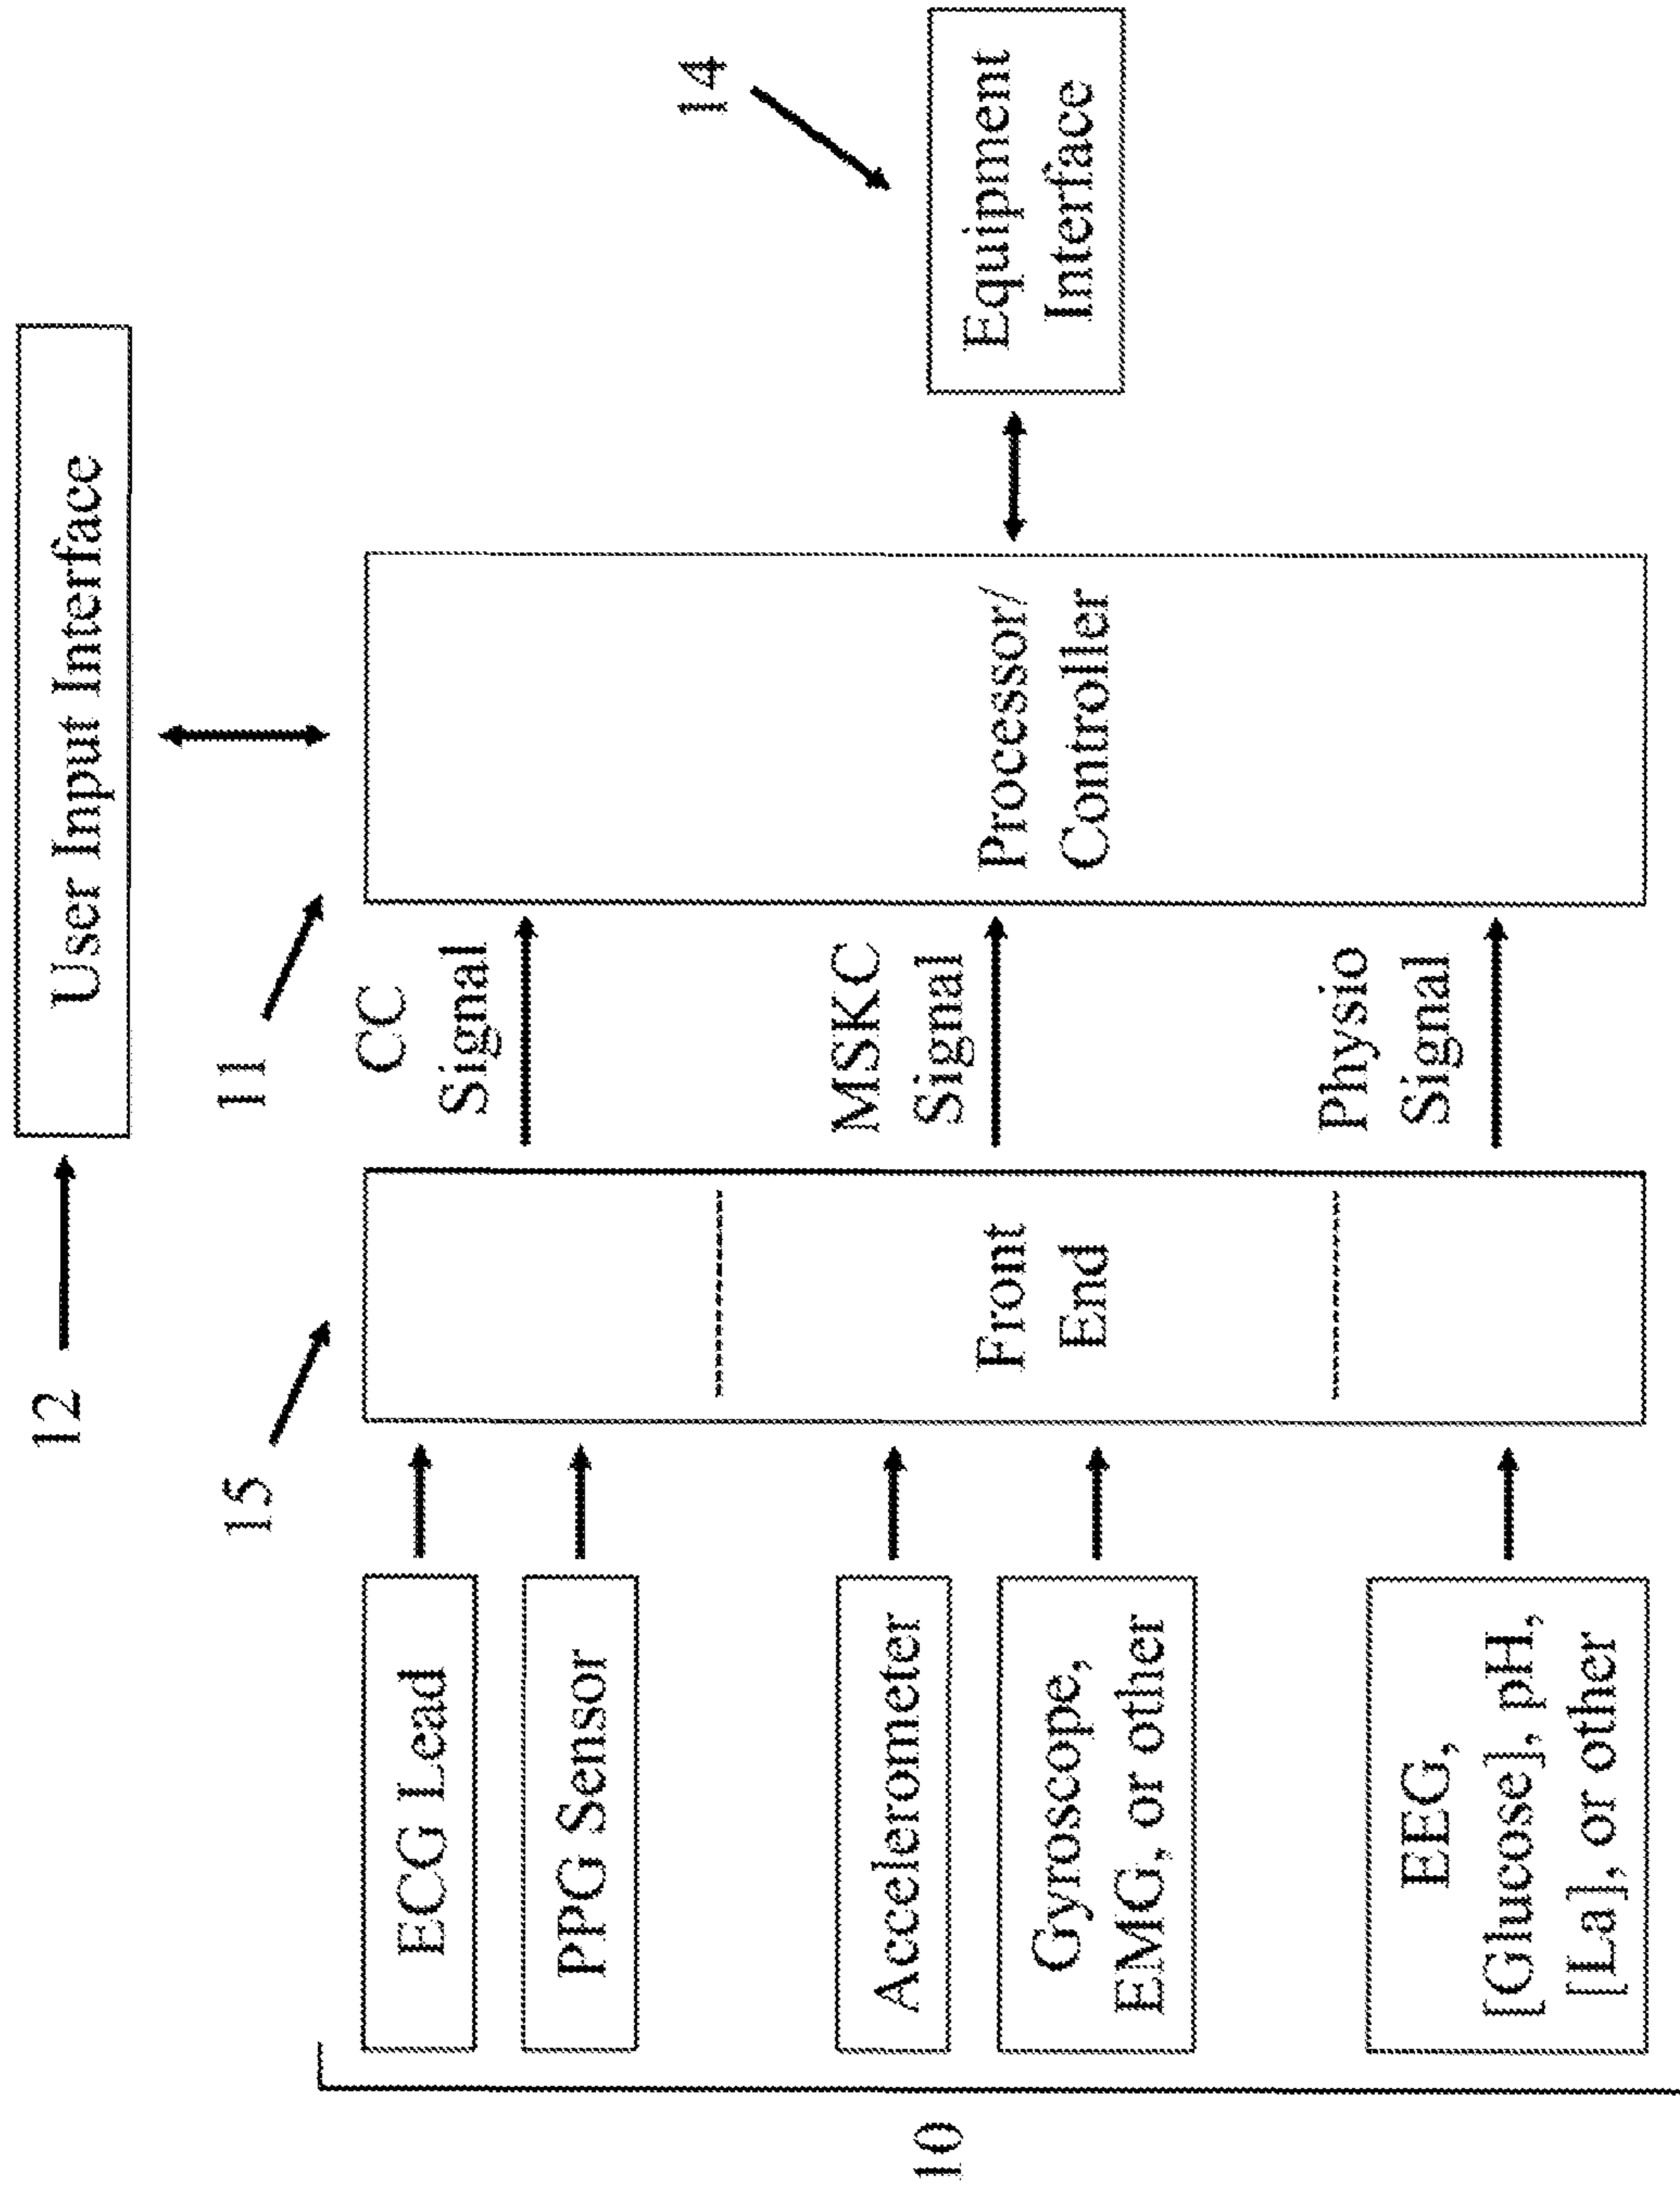 12
User Input Interface
15
11
14
10
ECG Lead
PPG Sensor
Accelerometer
Gyroscope,
EMG, or other
EEG,
[Glucose], pH,
[La], or other
Front
End
CC
Signal
MSKC
Signal
Physio
Signal
Processor/
Controller
Equipment
Interface